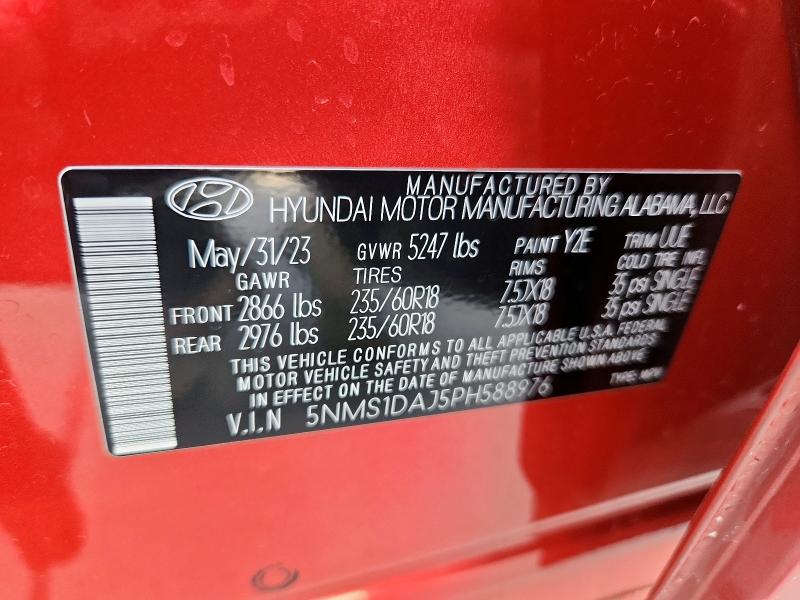 MANUFACTURED BY
HYUNDAI MOTOR MANUFACTURING ALABAMA, LLC
May/31/23 GVWR 5247 lbs PAINT Y2E TRIM UUE
GAWR TIRES RIMS COLD TIRE INFL
FRONT 2866 lbs 235/60R18 7.5JX18 35 psi SINGLE
REAR 2976 lbs 235/60R18 7.5JX18 35 psi SINGLE
THIS VEHICLE CONFORMS TO ALL APPLICABLE U.S.A. FEDERAL
MOTOR VEHICLE SAFETY AND THEFT PREVENTION STANDARDS
IN EFFECT ON THE DATE OF MANUFACTURE SHOWN ABOVE
V.I.N 5NMS1DAJ5PH588976 TYPE: MPV